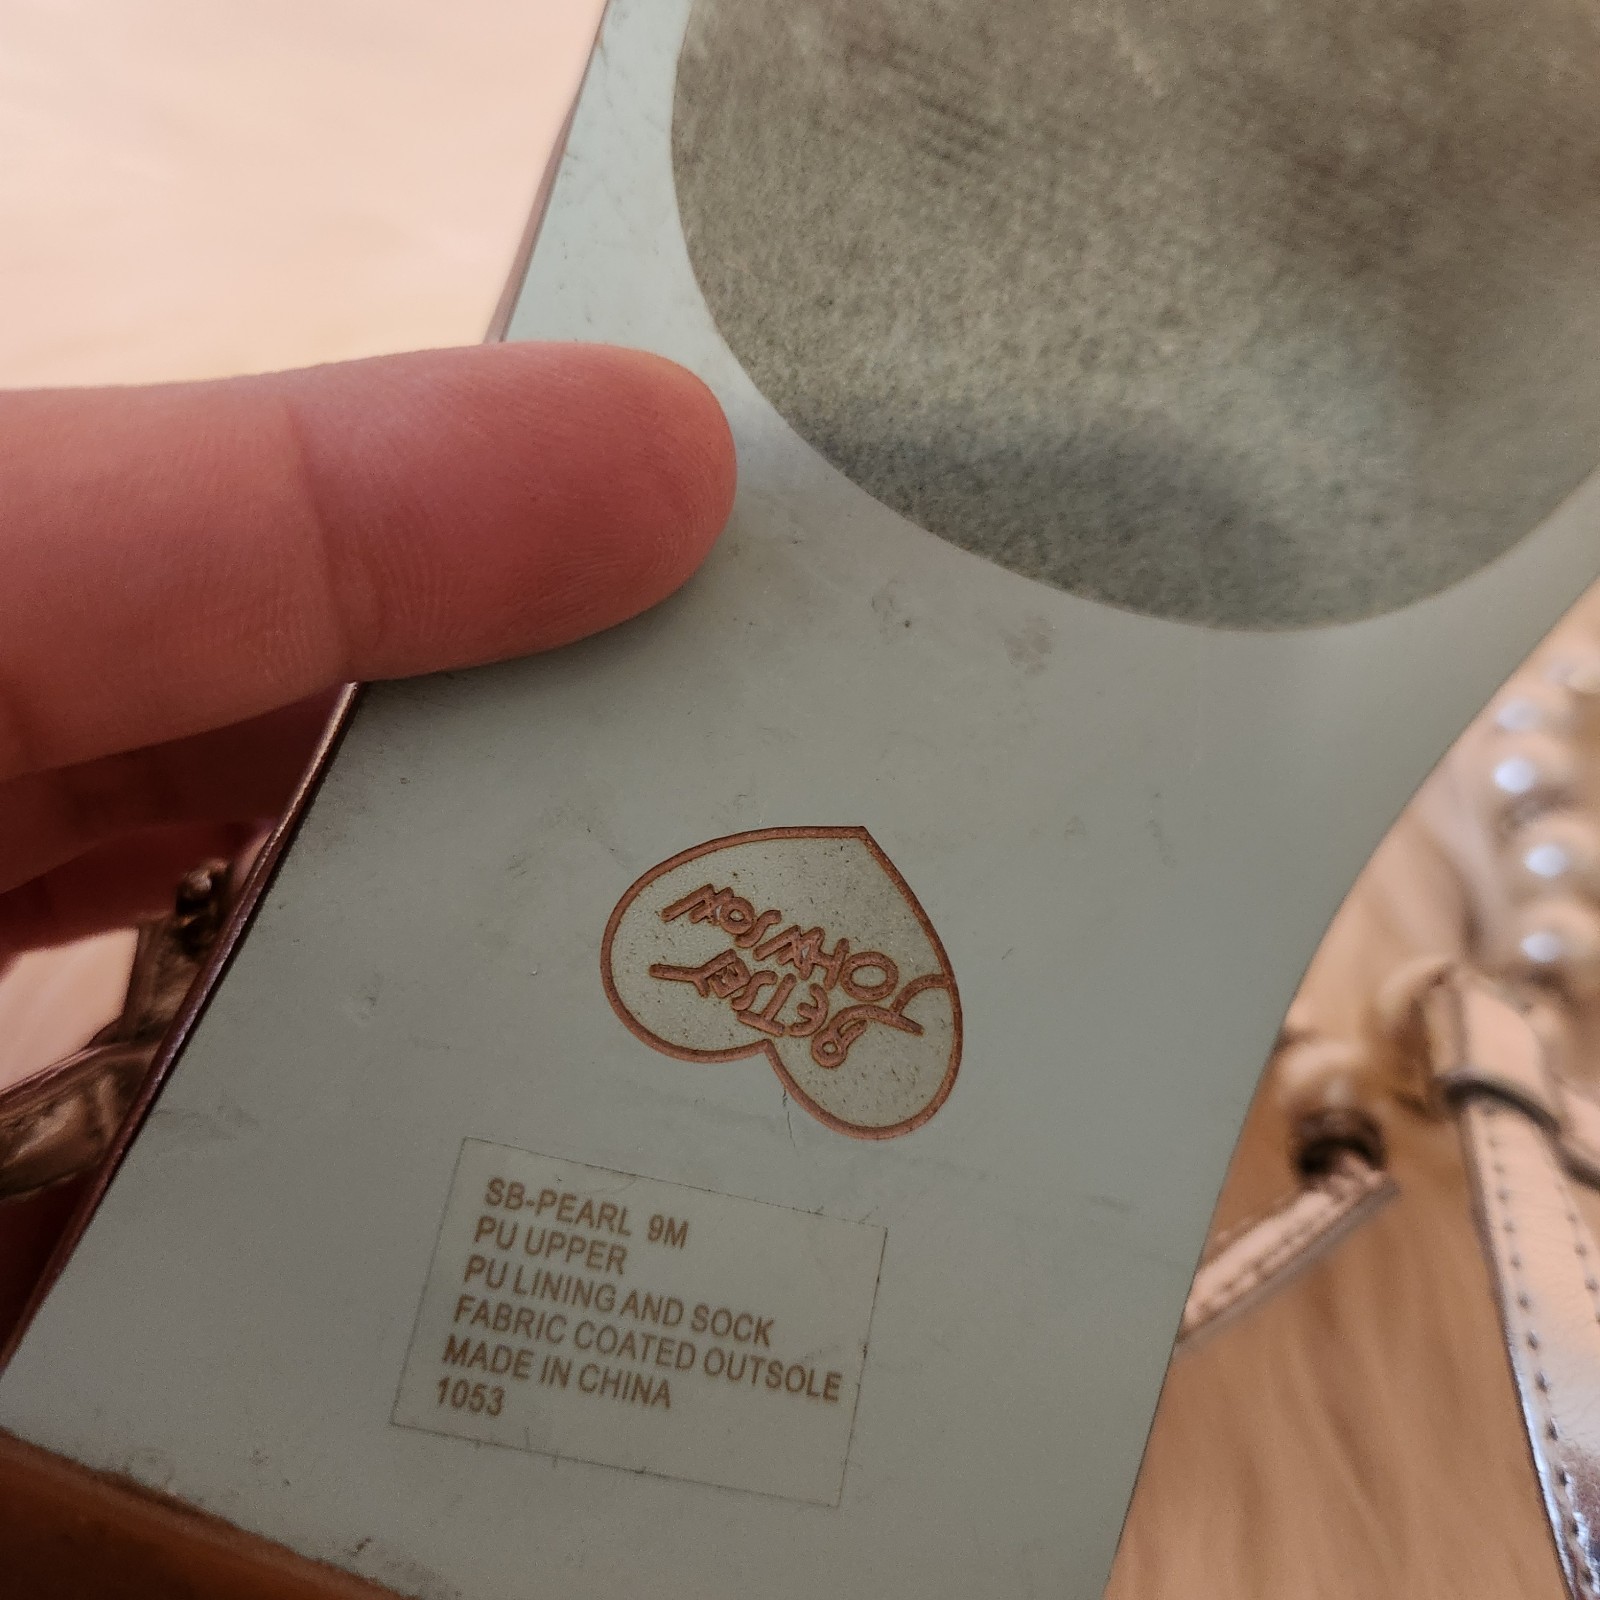 BETSEY
JOHNSON
SB-PEARL 9M
PU UPPER
PU LINING AND SOCK
FABRIC COATED OUTSOLE
MADE IN CHINA
1053